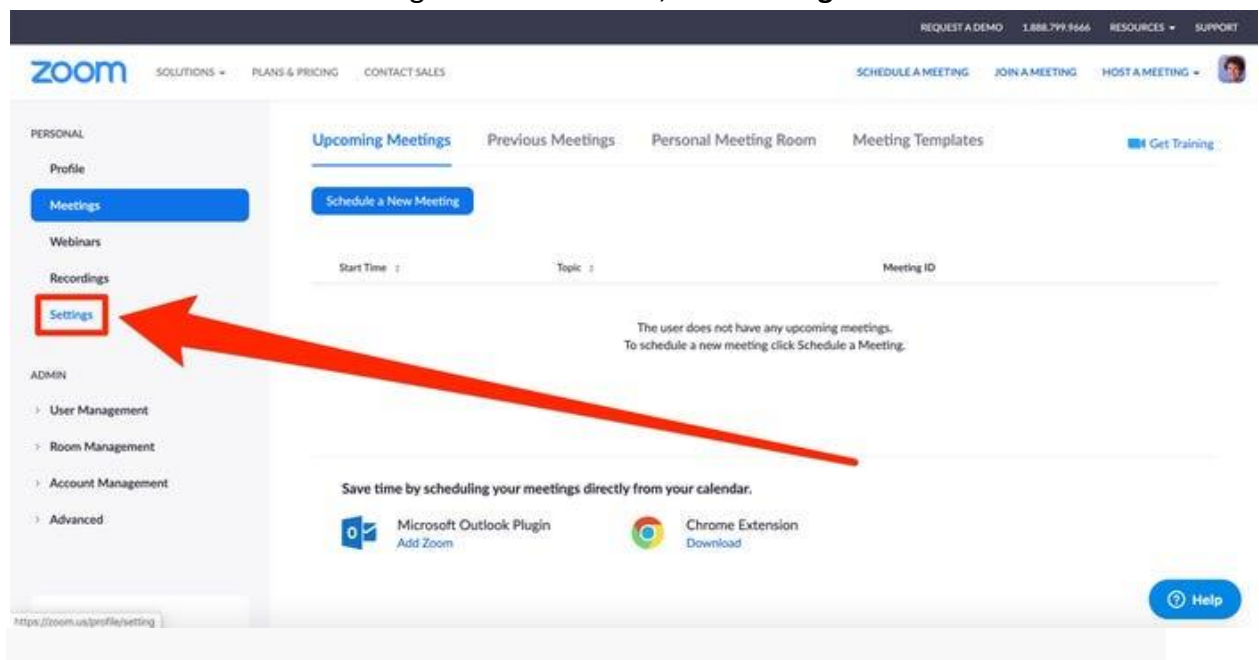 REQUEST A DEMO 1.888.799.9666 RESOURCES SUPPORT
zoom SOLUTIONS PLANS & PRICING CONTACT SALES SCHEDULE A MEETING JOIN A MEETING HOST A MEETING
PERSONAL
Profile
Meetings
Webinars
Recordings
Settings
ADMIN
User Management
Room Management
Account Management
Advanced
Upcoming Meetings Previous Meetings Personal Meeting Room Meeting Templates Get Training
Schedule a New Meeting
Start Time Topic Meeting ID
The user does not have any upcoming meetings.
To schedule a new meeting click Schedule a Meeting.
Save time by scheduling your meetings directly from your calendar.
Microsoft Outlook Plugin
Add Zoom
Chrome Extension
Download
Help
https://zoom.us/profile/setting